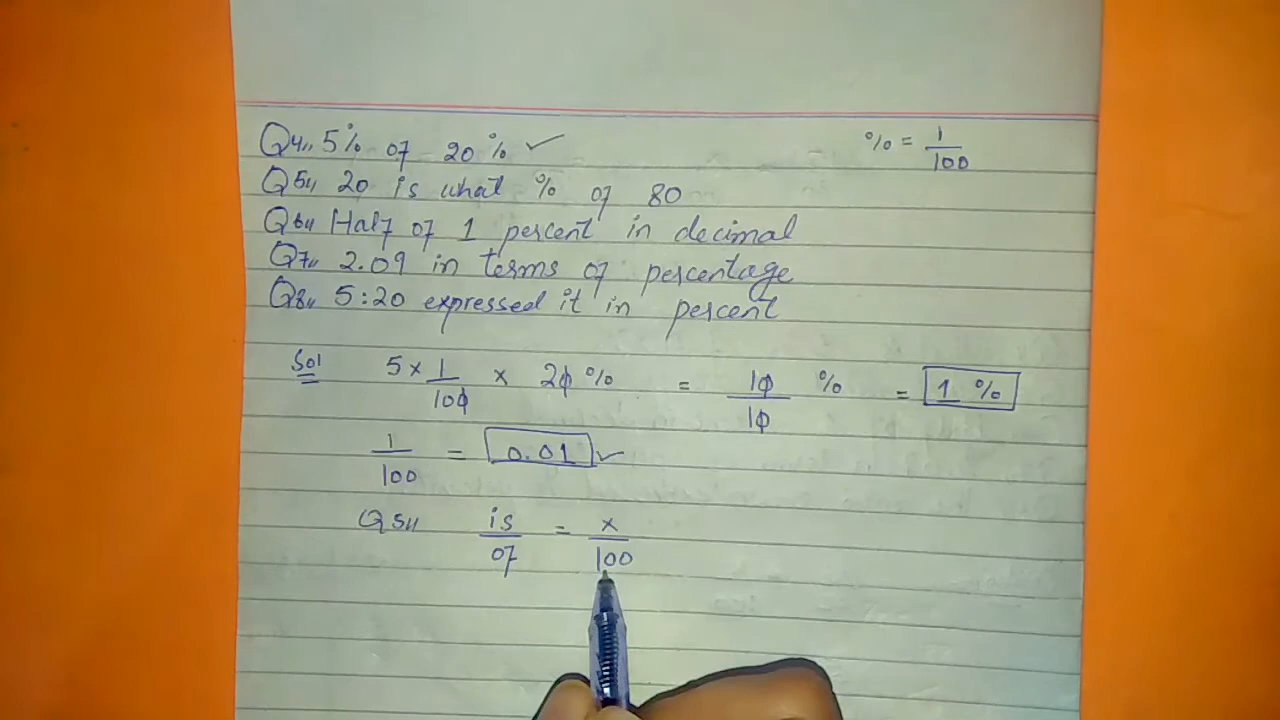 Q4,, 5% of 20% ✓
% = 1/100
Q5,, 20 is what % of 80
Q6,, Half of 1 percent in decimal
Q7,, 2.09 in terms of percentage
Q8,, 5:20 expressed it in percent
Sol 5 × 1/100 × 20 % = 10/10 % = 1 %
1/100 = 0.01 ✓
Q5,, is/of = x/100